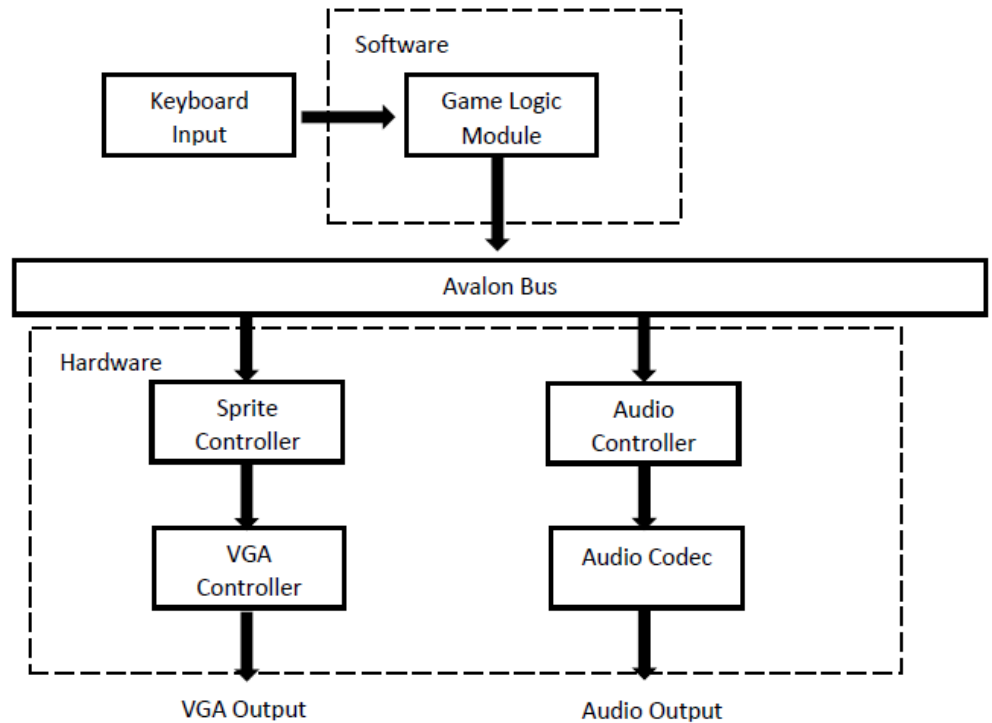 Software
Keyboard
Input
Game Logic
Module
Avalon Bus
Hardware
Sprite
Controller
Audio
Controller
VGA
Controller
Audio Codec
VGA Output
Audio Output